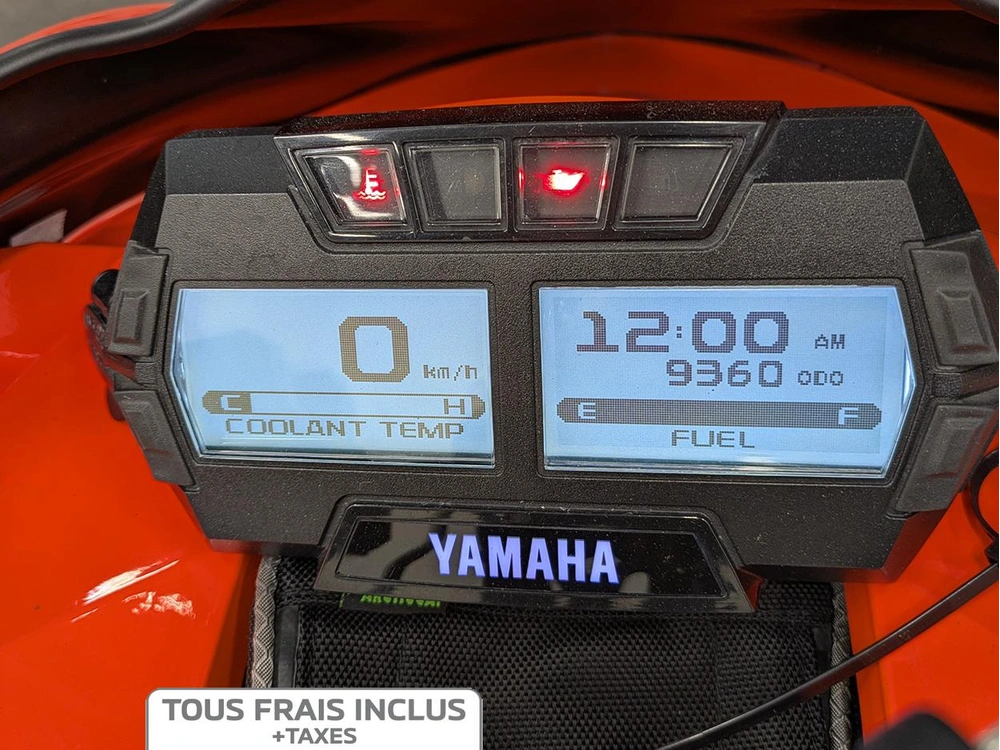 0 km/h
C H
COOLANT TEMP
12:00 AM
9360 ODO
E F
FUEL
YAMAHA
TOUS FRAIS INCLUS
+TAXES